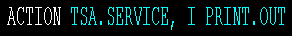 ACTION TSA.SERVICE, I PRINT.OUT